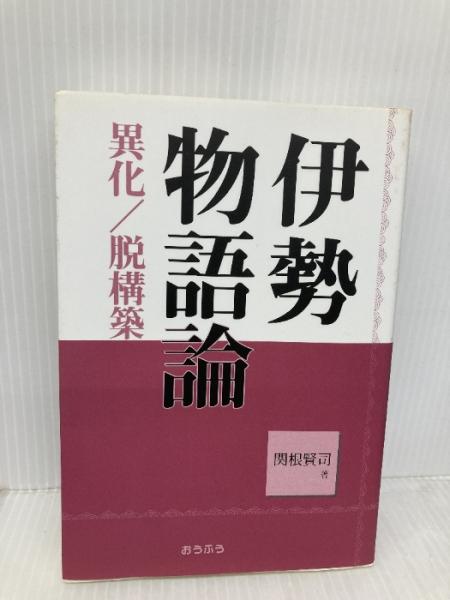 伊勢
物語論
異化／脱構築
関根賢司
著
おうふう